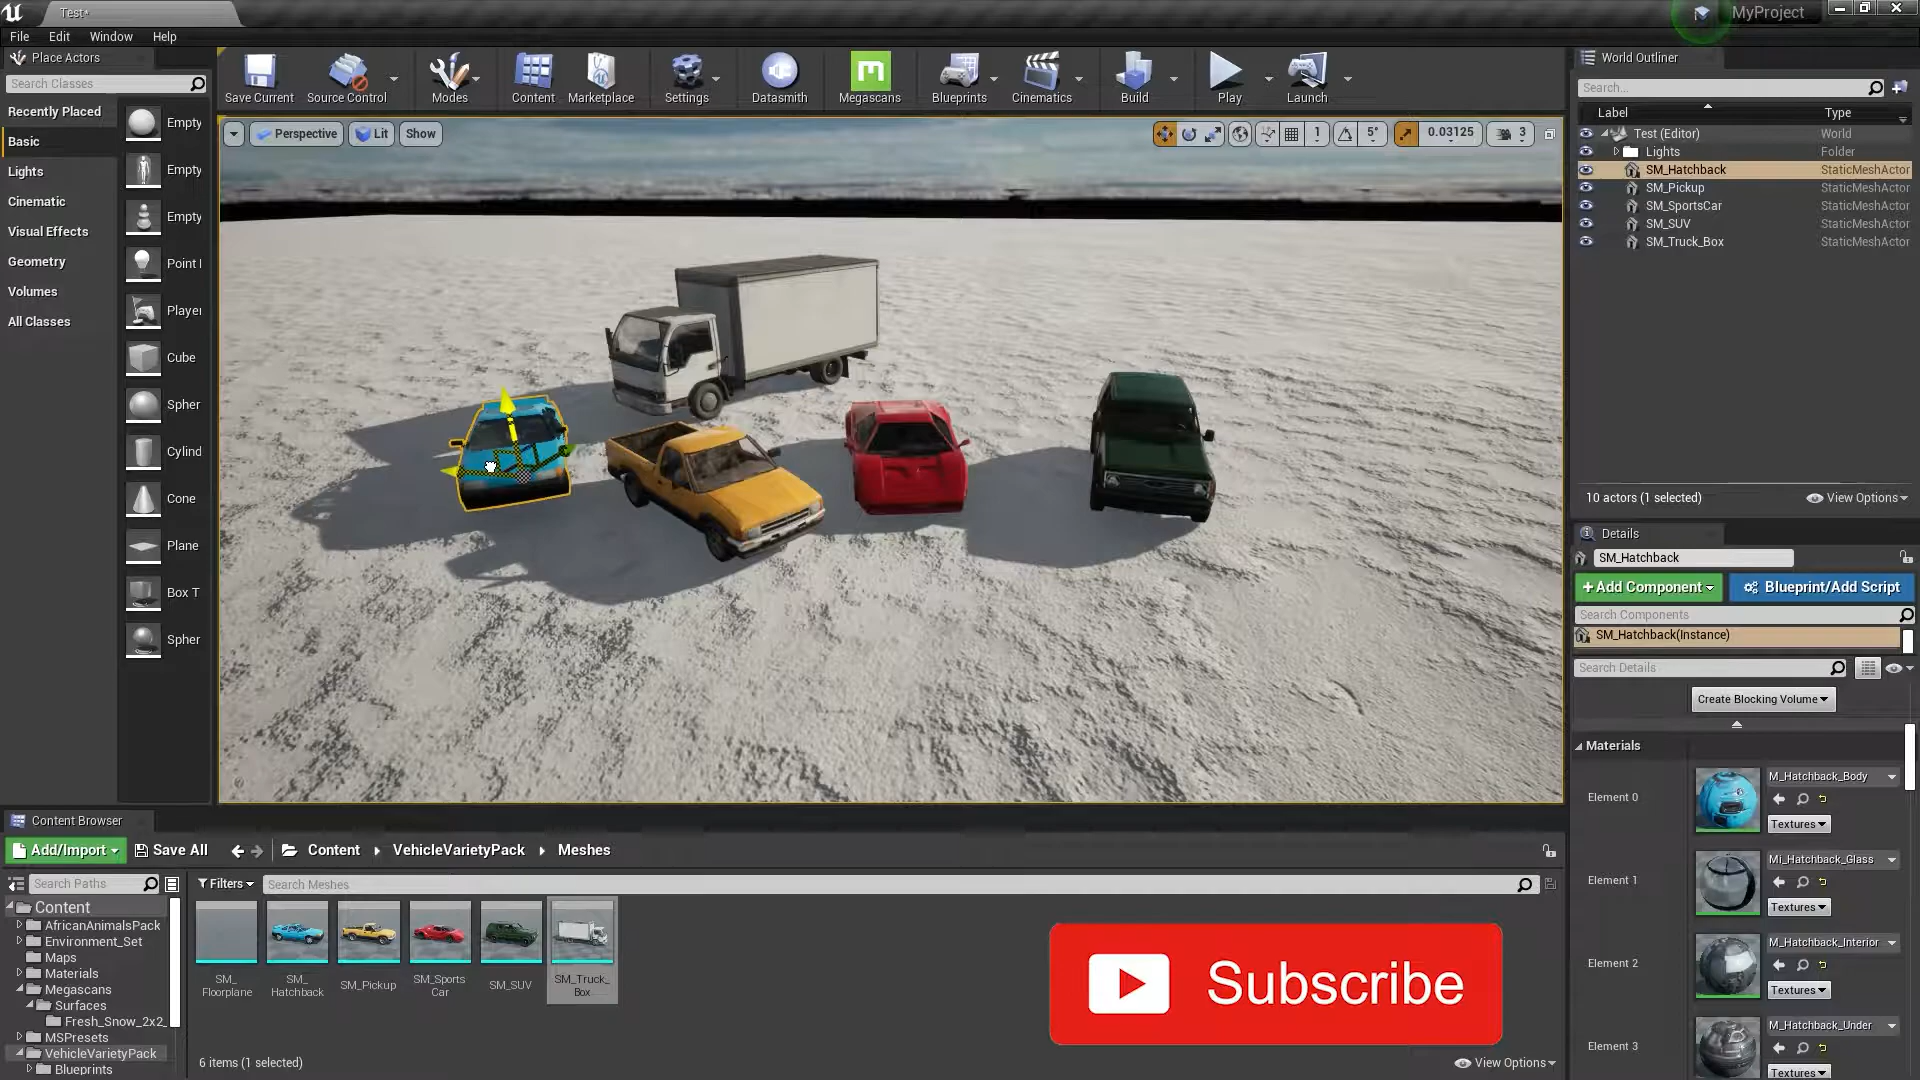 Test*
MyProject
File Edit Window Help
Place Actors
Search Classes
Recently Placed
Basic
Lights
Cinematic
Visual Effects
Geometry
Volumes
All Classes
Empty
Empty
Empty
Point
Player
Cube
Spher
Cylind
Cone
Plane
Box T
Spher
Save Current Source Control Modes Content Marketplace Settings Datasmith Megascans Blueprints Cinematics Build Play Launch
Perspective Lit Show
1 5° 0.03125 3
World Outliner
Search...
Label Type
Test (Editor) World
Lights Folder
SM_Hatchback StaticMeshActor
SM_Pickup StaticMeshActor
SM_SportsCar StaticMeshActor
SM_SUV StaticMeshActor
SM_Truck_Box StaticMeshActor
10 actors (1 selected) View Options
Details
SM_Hatchback
+Add Component Blueprint/Add Script
Search Components
SM_Hatchback(Instance)
Search Details
Create Blocking Volume
Materials
Element 0
M_Hatchback_Body
Textures
Element 1
Mi_Hatchback_Glass
Textures
Element 2
M_Hatchback_Interior
Textures
Element 3
M_Hatchback_Under
Textures
Content Browser
Add/Import Save All Content VehicleVarietyPack Meshes
Search Paths
Filters Search Meshes
Content
AfricanAnimalsPack
Environment_Set
Maps
Materials
Megascans
Surfaces
Fresh_Snow_2x2_
MSPresets
VehicleVarietyPack
Blueprints
SM_
Floorplane
SM_
Hatchback
SM_Pickup
SM_Sports
Car
SM_SUV
SM_Truck_
Box
6 items (1 selected) View Options
Subscribe